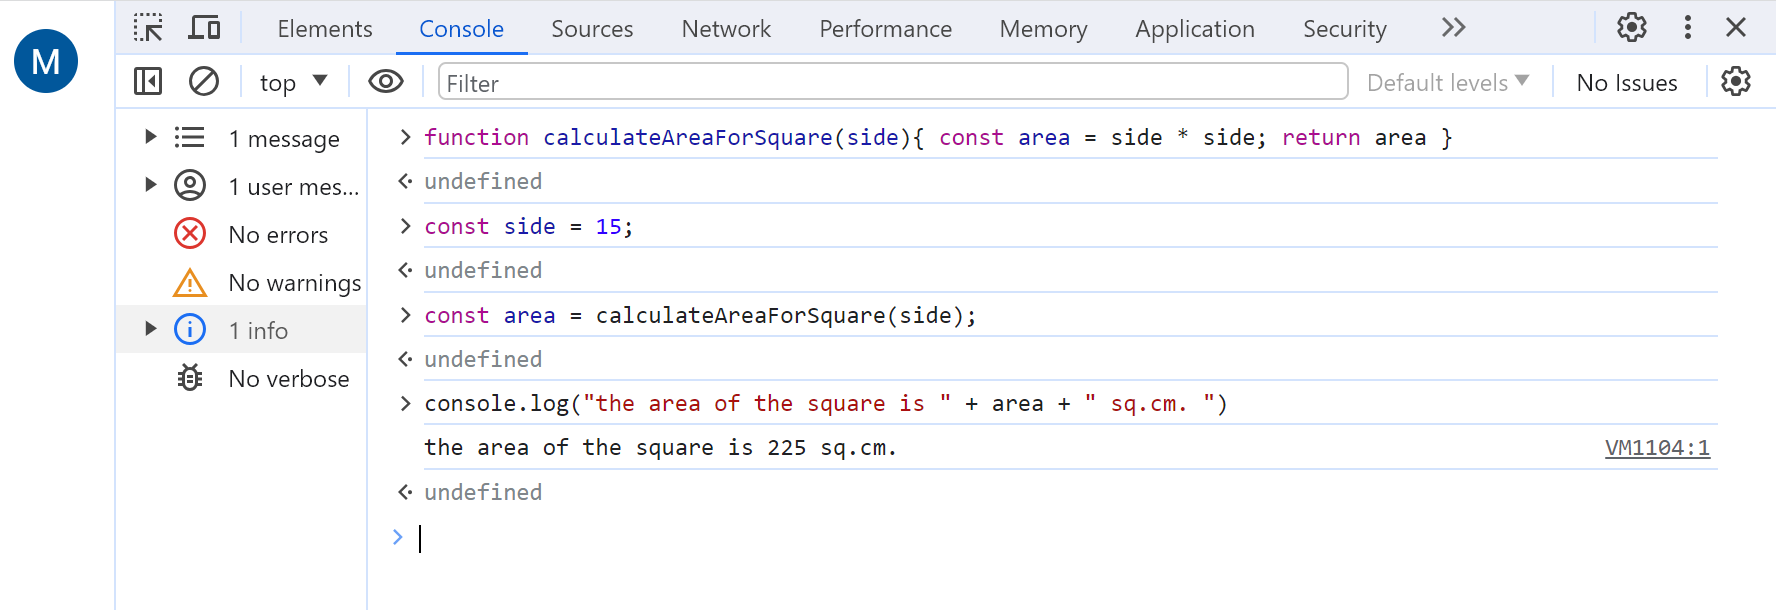 M
Elements Console Sources Network Performance Memory Application Security
top Filter Default levels No Issues
1 message
1 user mes...
No errors
No warnings
1 info
No verbose
function calculateAreaForSquare(side){ const area = side * side; return area }
undefined
const side = 15;
undefined
const area = calculateAreaForSquare(side);
undefined
console.log("the area of the square is " + area + " sq.cm. ")
the area of the square is 225 sq.cm. VM1104:1
undefined